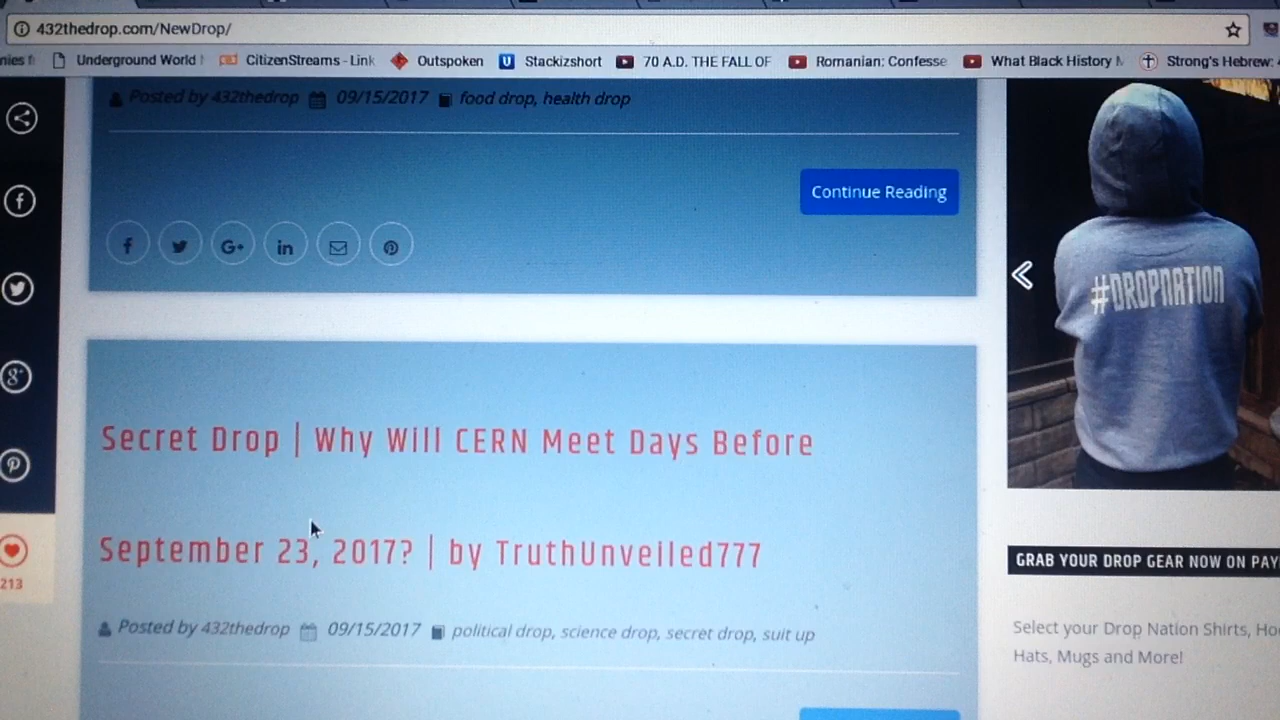 432thedrop.com/NewDrop/
Underground World
CitizenStreams - Link
Outspoken
Stackizshort
70 A.D. THE FALL OF
Romanian: Confesse
What Black History
Strong's Hebrew:
Posted by 432thedrop 09/15/2017 food drop, health drop
Continue Reading
#DROPNATION
Secret Drop | Why Will CERN Meet Days Before
September 23, 2017? | by TruthUnveiled777
Posted by 432thedrop 09/15/2017 political drop, science drop, secret drop, suit up
213
GRAB YOUR DROP GEAR NOW ON PAY
Select your Drop Nation Shirts, Hoo
Hats, Mugs and More!